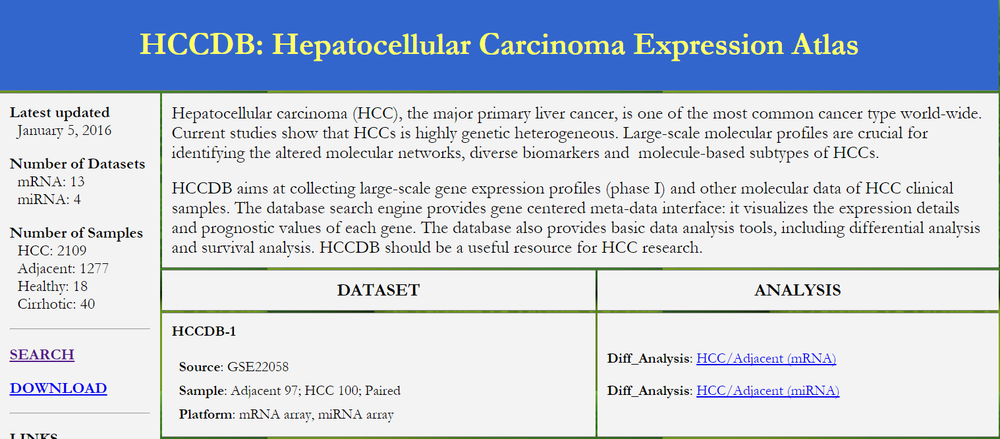 HCCDB: Hepatocellular Carcinoma Expression Atlas
Latest updated
January 5, 2016
Number of Datasets
mRNA: 13
miRNA: 4
Number of Samples
HCC: 2109
Adjacent: 1277
Healthy: 18
Cirrhotic: 40
SEARCH
DOWNLOAD
LINKS
Hepatocellular carcinoma (HCC), the major primary liver cancer, is one of the most common cancer type world-wide.
Current studies show that HCCs is highly genetic heterogeneous. Large-scale molecular profiles are crucial for
identifying the altered molecular networks, diverse biomarkers and  molecule-based subtypes of HCCs.
HCCDB aims at collecting large-scale gene expression profiles (phase I) and other molecular data of HCC clinical
samples. The database search engine provides gene centered meta-data interface: it visualizes the expression details
and prognostic values of each gene. The database also provides basic data analysis tools, including differential analysis
and survival analysis. HCCDB should be a useful resource for HCC research.
DATASET
ANALYSIS
HCCDB-1
Source: GSE22058
Sample: Adjacent 97; HCC 100; Paired
Platform: mRNA array, miRNA array
Diff_Analysis: HCC/Adjacent (mRNA)
Diff_Analysis: HCC/Adjacent (miRNA)